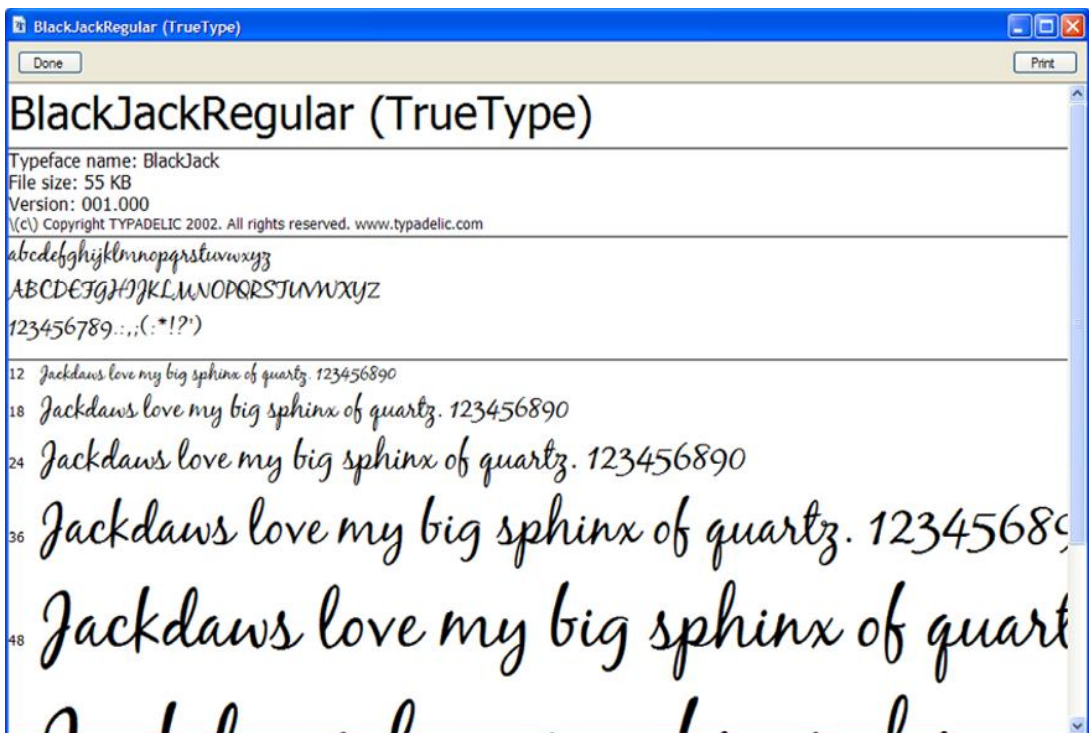 BlackJackRegular (TrueType)
Done Print
BlackJackRegular (TrueType)
Typeface name: BlackJack
File size: 55 KB
Version: 001.000
\(c\) Copyright TYPADELIC 2002. All rights reserved. www.typadelic.com
abcdefghijklmnopqrstuvwxyz
ABCDEFGHIJKLMNOPQRSTUVWXYZ
123456789.:,;(:*!?')
12 Jackdaws love my big sphinx of quartz. 123456890
18 Jackdaws love my big sphinx of quartz. 123456890
24 Jackdaws love my big sphinx of quartz. 123456890
36 Jackdaws love my big sphinx of quartz. 12345689
48 Jackdaws love my big sphinx of quart